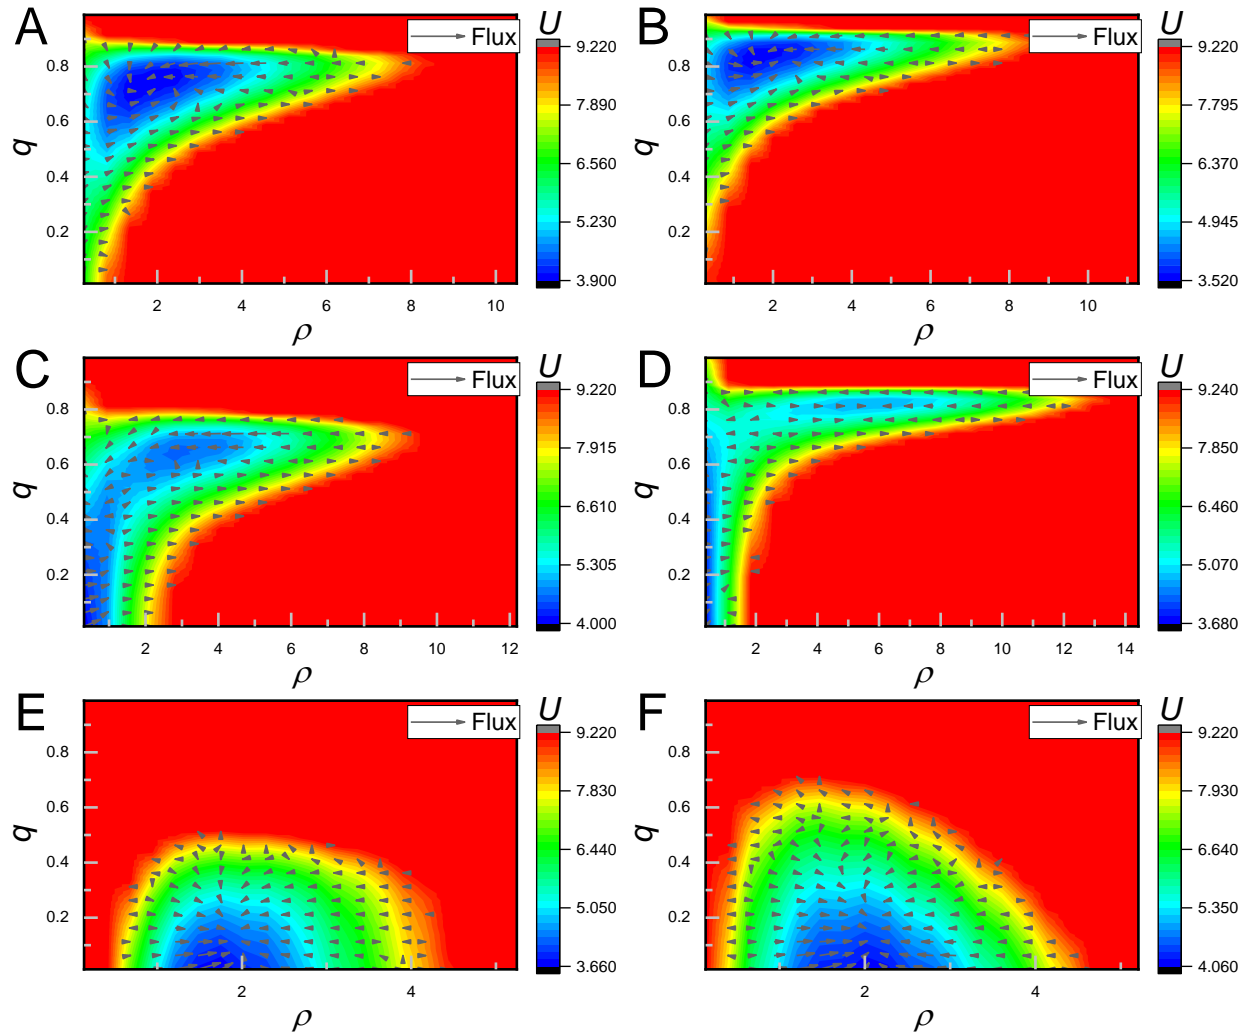 A
Flux
U
9.220
7.890
6.560
5.230
3.900
q
0.8
0.6
0.4
0.2
2
4
6
8
10
ρ
B
Flux
U
9.220
7.795
6.370
4.945
3.520
q
0.8
0.6
0.4
0.2
2
4
6
8
10
ρ
C
Flux
U
9.220
7.915
6.610
5.305
4.000
q
0.8
0.6
0.4
0.2
2
4
6
8
10
12
ρ
D
Flux
U
9.240
7.850
6.460
5.070
3.680
q
0.8
0.6
0.4
0.2
2
4
6
8
10
12
14
ρ
E
Flux
U
9.220
7.830
6.440
5.050
3.660
q
0.8
0.6
0.4
0.2
2
4
ρ
F
Flux
U
9.220
7.930
6.640
5.350
4.060
q
0.8
0.6
0.4
0.2
2
4
ρ